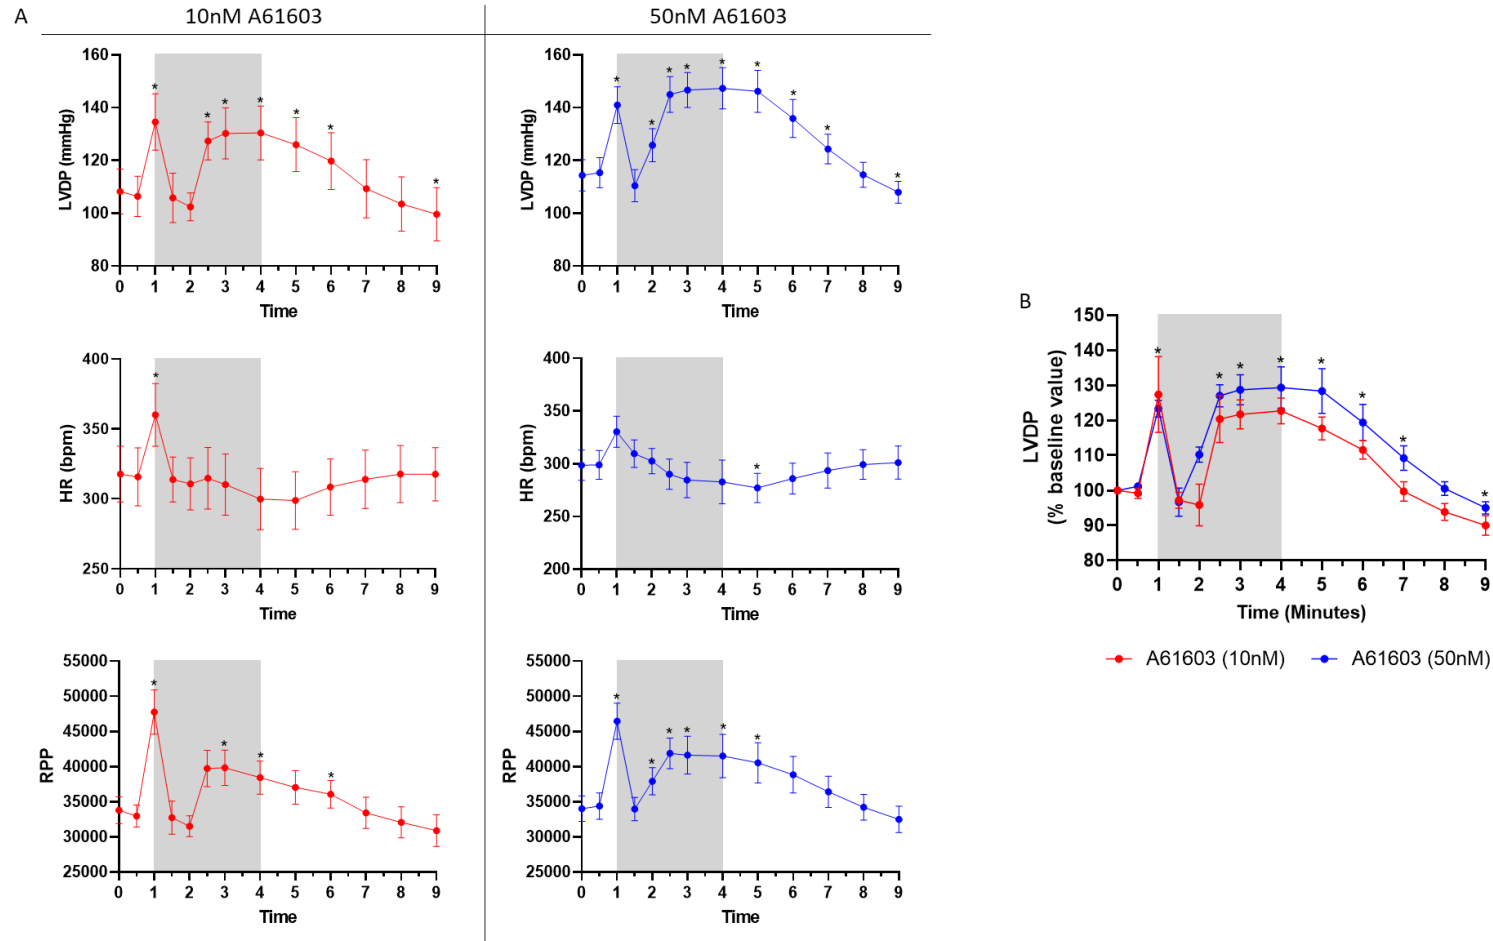 A
10nM A61603
50nM A61603
160
140
120
100
80
LVDP (mmHg)
* * * * * * *
0 1 2 3 4 5 6 7 8 9
Time
160
140
120
100
80
LVDP (mmHg)
* * * * * * * * *
0 1 2 3 4 5 6 7 8 9
Time
400
350
300
250
HR (bpm)
*
0 1 2 3 4 5 6 7 8 9
Time
400
350
300
250
200
HR (bpm)
*
0 1 2 3 4 5 6 7 8 9
Time
55000
50000
45000
40000
35000
30000
25000
RPP
* * * *
0 1 2 3 4 5 6 7 8 9
Time
55000
50000
45000
40000
35000
30000
25000
RPP
* * * * * *
0 1 2 3 4 5 6 7 8 9
Time
B
150
140
130
120
110
100
90
80
LVDP
(% baseline value)
* * * * * * * *
0 1 2 3 4 5 6 7 8 9
Time (Minutes)
A61603 (10nM)
A61603 (50nM)